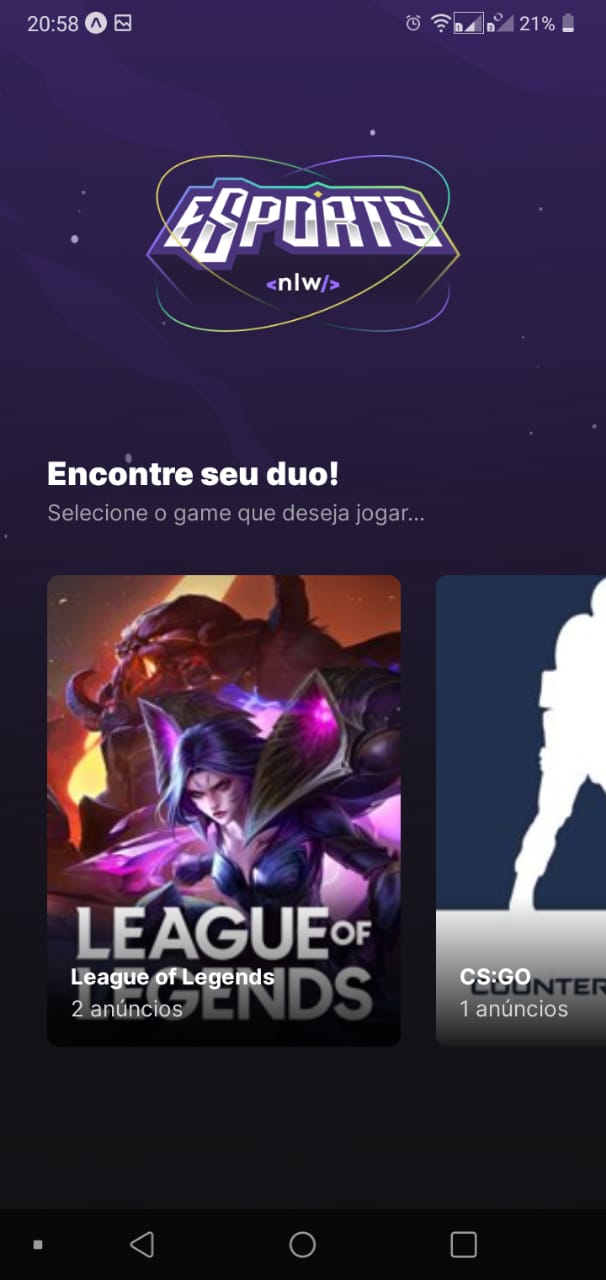 20:58
21%
ESPORTS
<nlw/>
Encontre seu duo!
Selecione o game que deseja jogar...
LEAGUE OF
LEGENDS
League of Legends
2 anúncios
COUNTER
CS:GO
1 anúncios